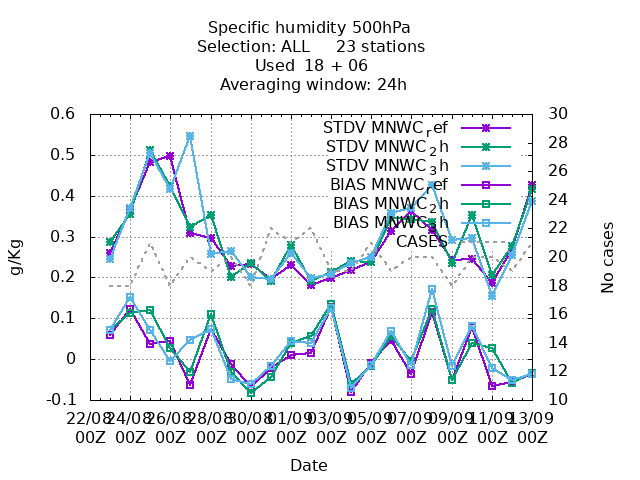 Specific humidity 500hPa
Selection: ALL 23 stations
Used 18 + 06
Averaging window: 24h
STDV MNWC_ref
STDV MNWC_2h
STDV MNWC_3h
BIAS MNWC_ref
BIAS MNWC_2h
BIAS MNWC_3h
CASES
g/Kg
0.6
0.5
0.4
0.3
0.2
0.1
0
-0.1
No cases
30
28
26
24
22
20
18
16
14
12
10
22/08 24/08 26/08 28/08 30/08 01/09 03/09 05/09 07/09 09/09 11/09 13/09
00Z 00Z 00Z 00Z 00Z 00Z 00Z 00Z 00Z 00Z 00Z 00Z
Date